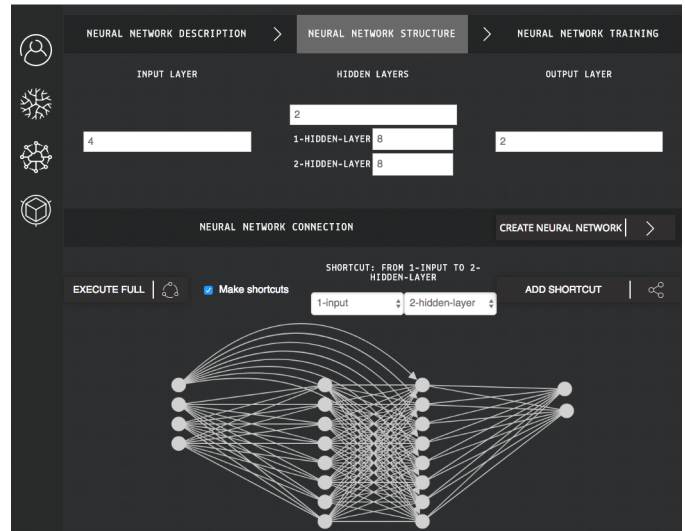 NEURAL NETWORK DESCRIPTION > NEURAL NETWORK STRUCTURE > NEURAL NETWORK TRAINING
INPUT LAYER HIDDEN LAYERS OUTPUT LAYER
2
4 1-HIDDEN-LAYER 8 2
2-HIDDEN-LAYER 8
NEURAL NETWORK CONNECTION CREATE NEURAL NETWORK
SHORTCUT: FROM 1-INPUT TO 2-
HIDDEN-LAYER
EXECUTE FULL Make shortcuts ADD SHORTCUT
1-input 2-hidden-layer